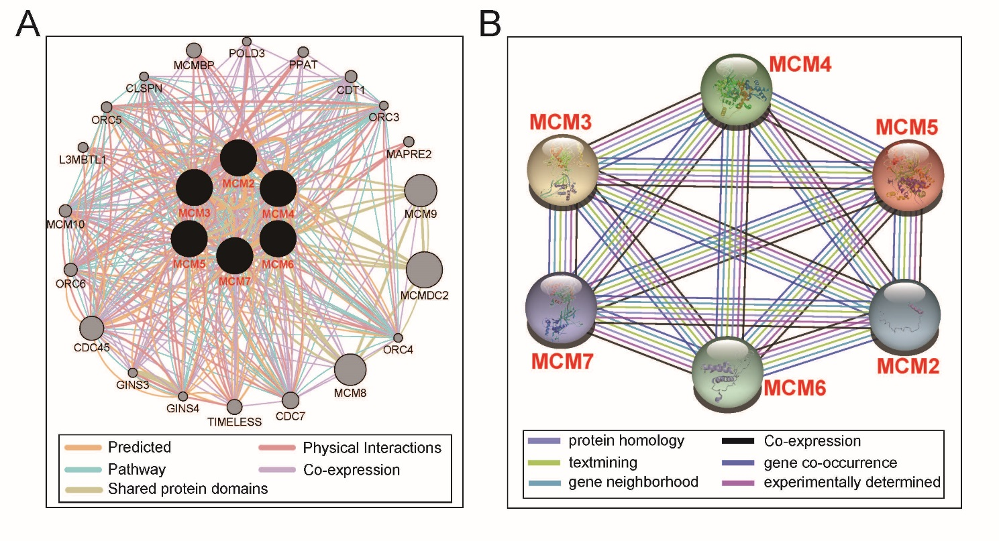 A
B
POLD3
MCMBP
PPAT
CLSPN
CDT1
ORC5
ORC3
L3MBTL1
MAPRE2
MCM2
MCM3
MCM4
MCM9
MCM10
MCM5
MCM6
MCM7
ORC6
MCMDC2
CDC45
ORC4
GINS3
MCM8
GINS4
TIMELESS
CDC7
Predicted
Physical Interactions
Pathway
Co-expression
Shared protein domains
MCM4
MCM3
MCM5
MCM7
MCM2
MCM6
protein homology
Co-expression
textmining
gene co-occurrence
gene neighborhood
experimentally determined